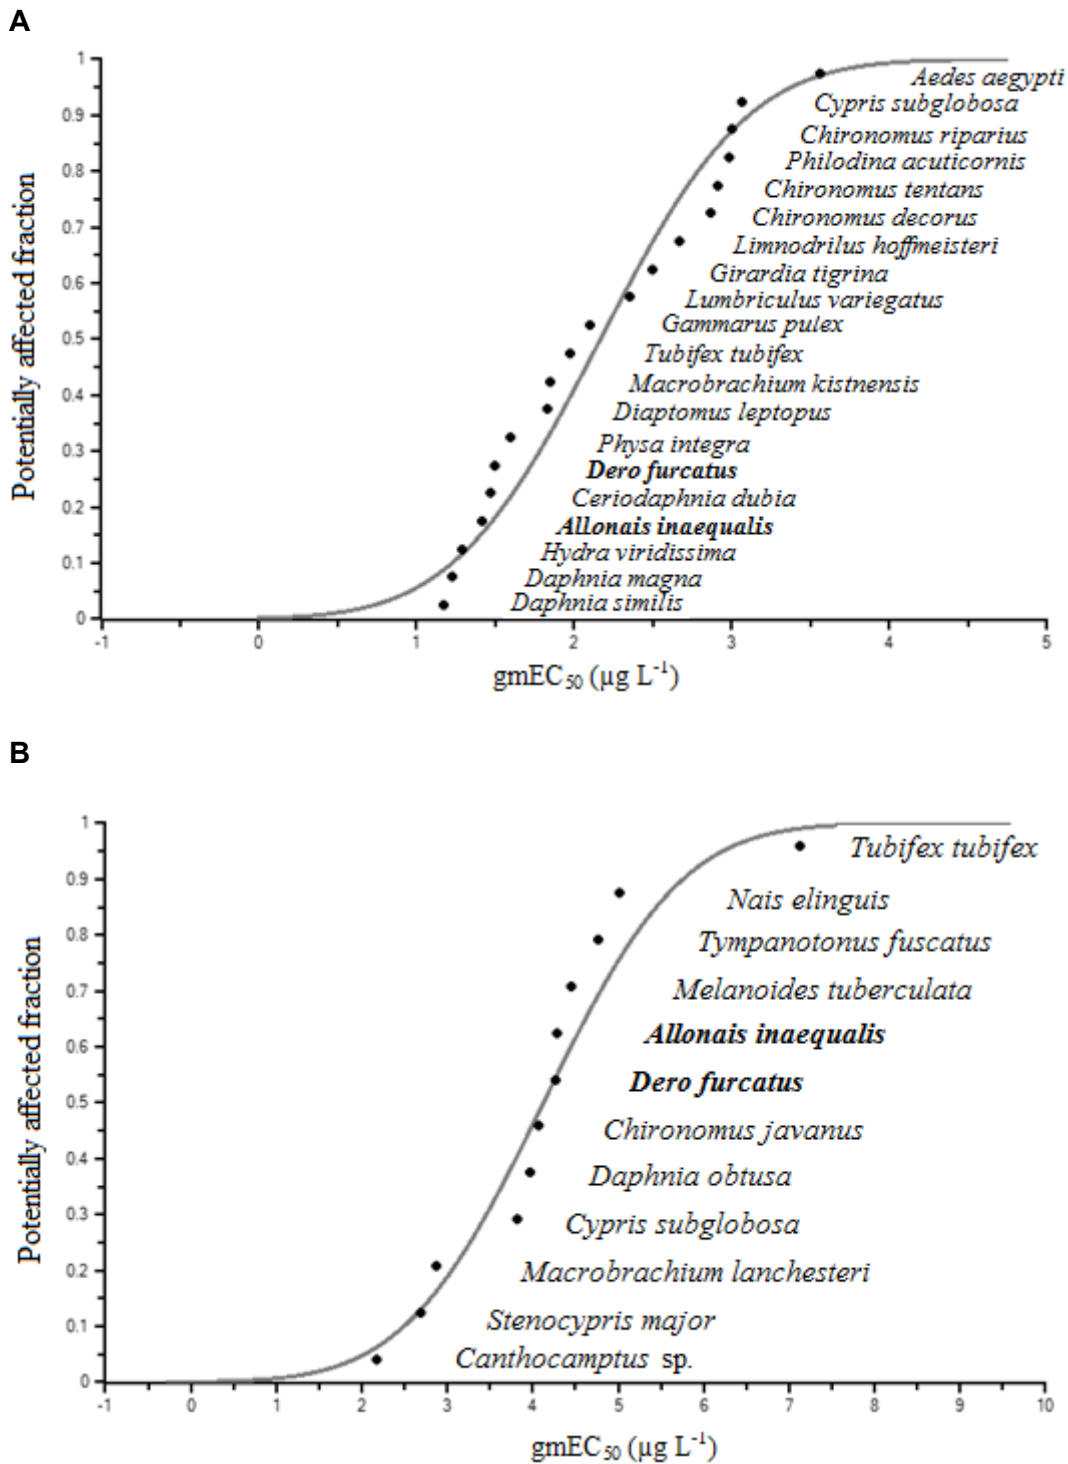 A
1
0.9
0.8
0.7
0.6
0.5
0.4
0.3
0.2
0.1
0
Potentially affected fraction
Aedes aegypti
Cypris subglobosa
Chironomus riparius
Philodina acuticornis
Chironomus tentans
Chironomus decorus
Limnodrilus hoffmeisteri
Girardia tigrina
Lumbriculus variegatus
Gammarus pulex
Tubifex tubifex
Macrobrachium kistnensis
Diaptomus leptopus
Physa integra
Dero furcatus
Ceriodaphnia dubia
Allonais inaequalis
Hydra viridissima
Daphnia magna
Daphnia similis
-1 0 1 2 3 4 5
gmEC₅₀ (µg L⁻¹)
B
1
0.9
0.8
0.7
0.6
0.5
0.4
0.3
0.2
0.1
0
Potentially affected fraction
Tubifex tubifex
Nais elinguis
Tympanotonus fuscatus
Melanoides tuberculata
Allonais inaequalis
Dero furcatus
Chironomus javanus
Daphnia obtusa
Cypris subglobosa
Macrobrachium lanchesteri
Stenocypris major
Canthocamptus sp.
-1 0 1 2 3 4 5 6 7 8 9 10
gmEC₅₀ (µg L⁻¹)